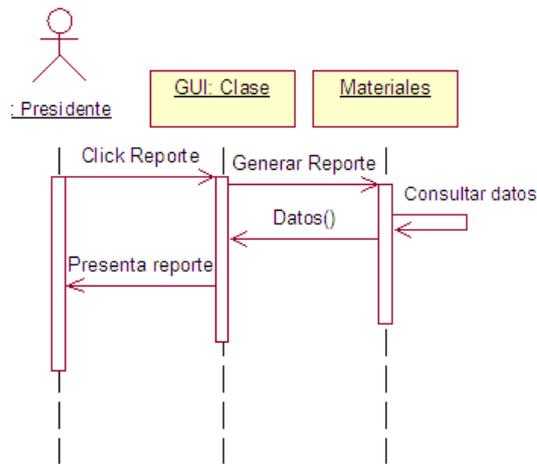 : Presidente
GUI: Clase
Materiales
Click Reporte
Generar Reporte
Consultar datos
Datos()
Presenta reporte